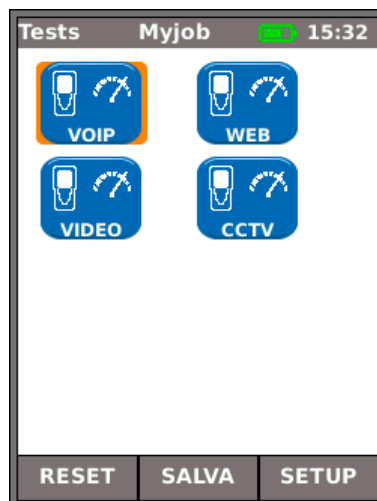 Tests Myjob 15:32
VOIP WEB
VIDEO CCTV
RESET SALVA SETUP